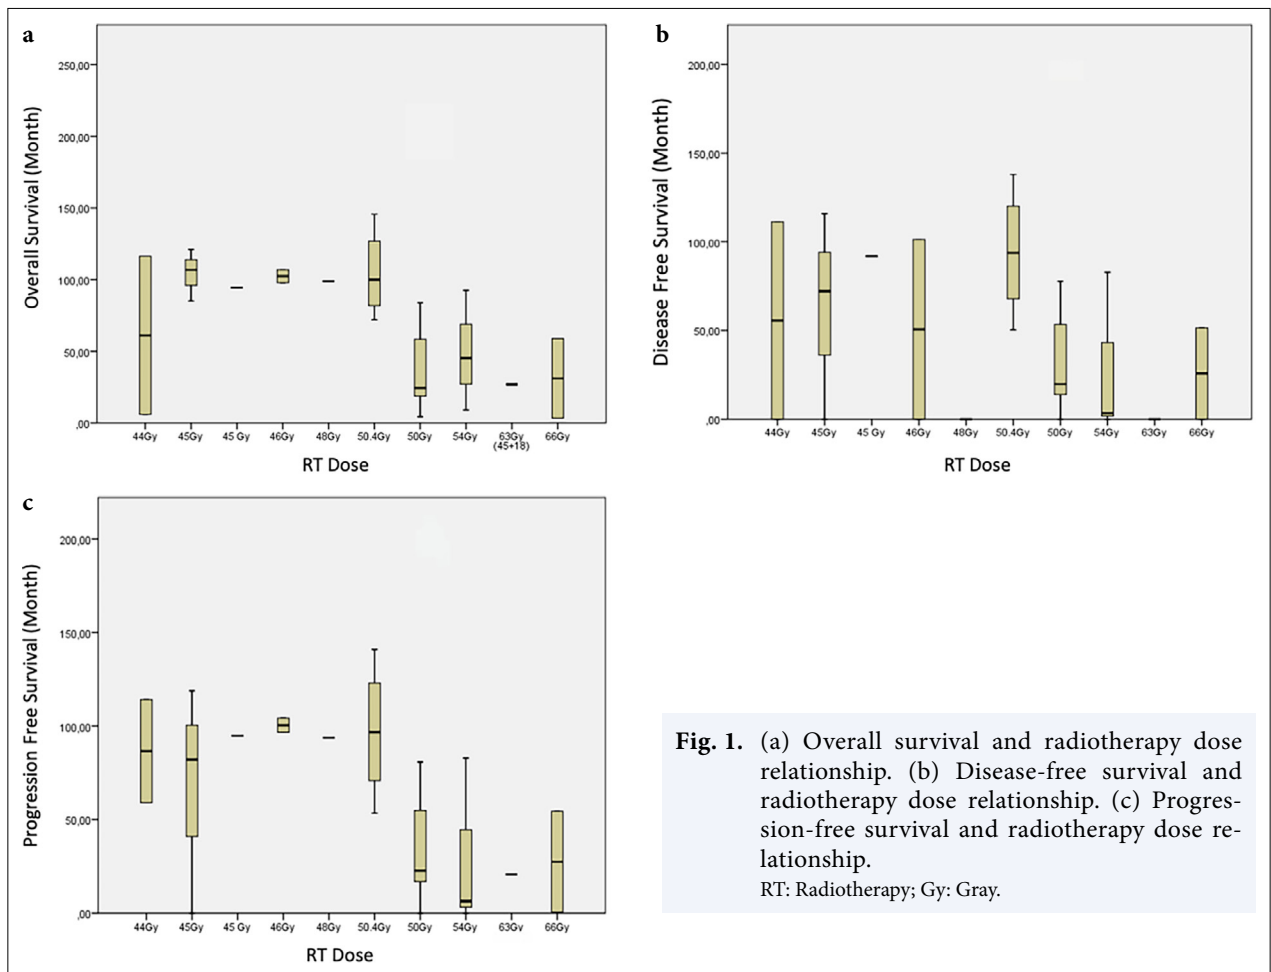 a
250,00
200,00
150,00
100,00
50,00
,00
Overall Survival (Month)
44Gy 45Gy 45 Gy 46Gy 48Gy 50.4Gy 50Gy 54Gy 63Gy 66Gy
(45+18)
RT Dose
b
200,00
150,00
100,00
50,00
,00
Disease Free Survival (Month)
44Gy 45Gy 45 Gy 46Gy 48Gy 50.4Gy 50Gy 54Gy 63Gy 66Gy
RT Dose
c
200,00
150,00
100,00
50,00
,00
Progression Free Survival (Month)
44Gy 45Gy 45 Gy 46Gy 48Gy 50.4Gy 50Gy 54Gy 63Gy 66Gy
RT Dose
Fig. 1. (a) Overall survival and radiotherapy dose
relationship. (b) Disease-free survival and
radiotherapy dose relationship. (c) Progres-
sion-free survival and radiotherapy dose re-
lationship.
RT: Radiotherapy; Gy: Gray.